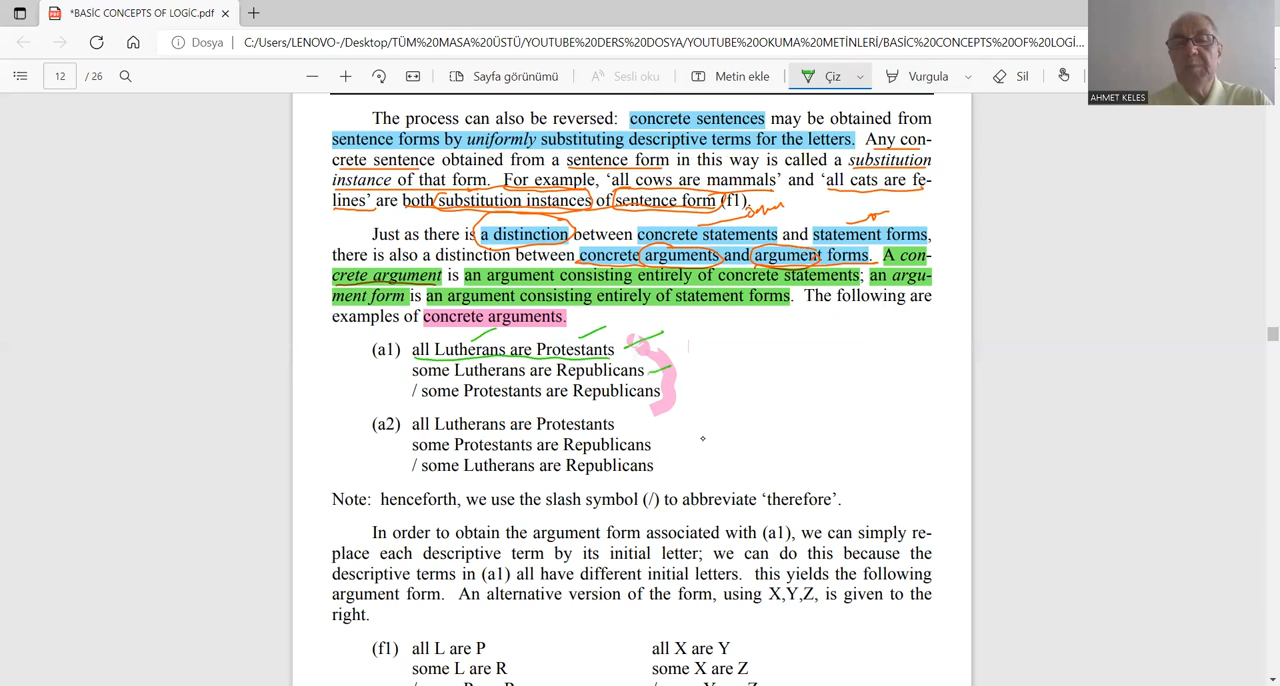 *BASİC CONCEPTS OF LOGİC.pdf
Dosya C:/Users/LENOVO-/Desktop/TÜM%20MASA%20ÜSTÜ/YOUTUBE%20DERS%20DOSYA/YOUTUBE%20OKUMA%20METİNLERİ/BASİC%20CONCEPTS%20OF%20LOGİ...
12 / 26 Sayfa görünümü Sesli oku Metin ekle Çiz Vurgula Sil
AHMET KELES
The process can also be reversed: concrete sentences may be obtained from
sentence forms by uniformly substituting descriptive terms for the letters. Any con-
crete sentence obtained from a sentence form in this way is called a substitution
instance of that form. For example, ‘all cows are mammals’ and ‘all cats are fe-
lines’ are both substitution instances of sentence form (f1).
Just as there is a distinction between concrete statements and statement forms,
there is also a distinction between concrete arguments and argument forms. A con-
crete argument is an argument consisting entirely of concrete statements; an argu-
ment form is an argument consisting entirely of statement forms. The following are
examples of concrete arguments.
(a1) all Lutherans are Protestants
some Lutherans are Republicans
/ some Protestants are Republicans
(a2) all Lutherans are Protestants
some Protestants are Republicans
/ some Lutherans are Republicans
Note: henceforth, we use the slash symbol (/) to abbreviate ‘therefore’.
In order to obtain the argument form associated with (a1), we can simply re-
place each descriptive term by its initial letter; we can do this because the
descriptive terms in (a1) all have different initial letters. this yields the following
argument form. An alternative version of the form, using X,Y,Z, is given to the
right.
(f1) all L are P all X are Y
some L are R some X are Z